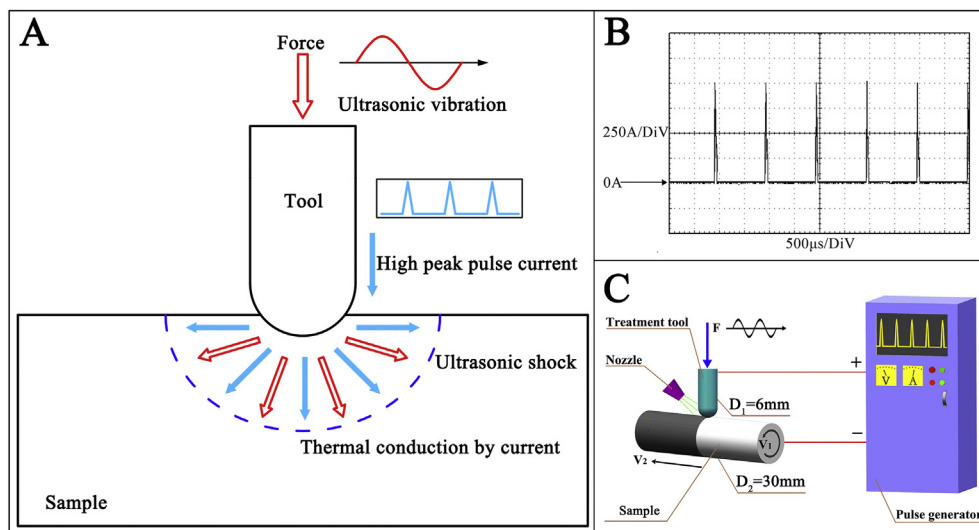 A
Force
Ultrasonic vibration
Tool
High peak pulse current
Ultrasonic shock
Thermal conduction by current
Sample
B
250A/DiV
0A
500μs/DiV
C
Treatment tool
F
Nozzle
D₁=6mm
+
V
A
V₁
−
V₂
D₂=30mm
Sample
Pulse generator